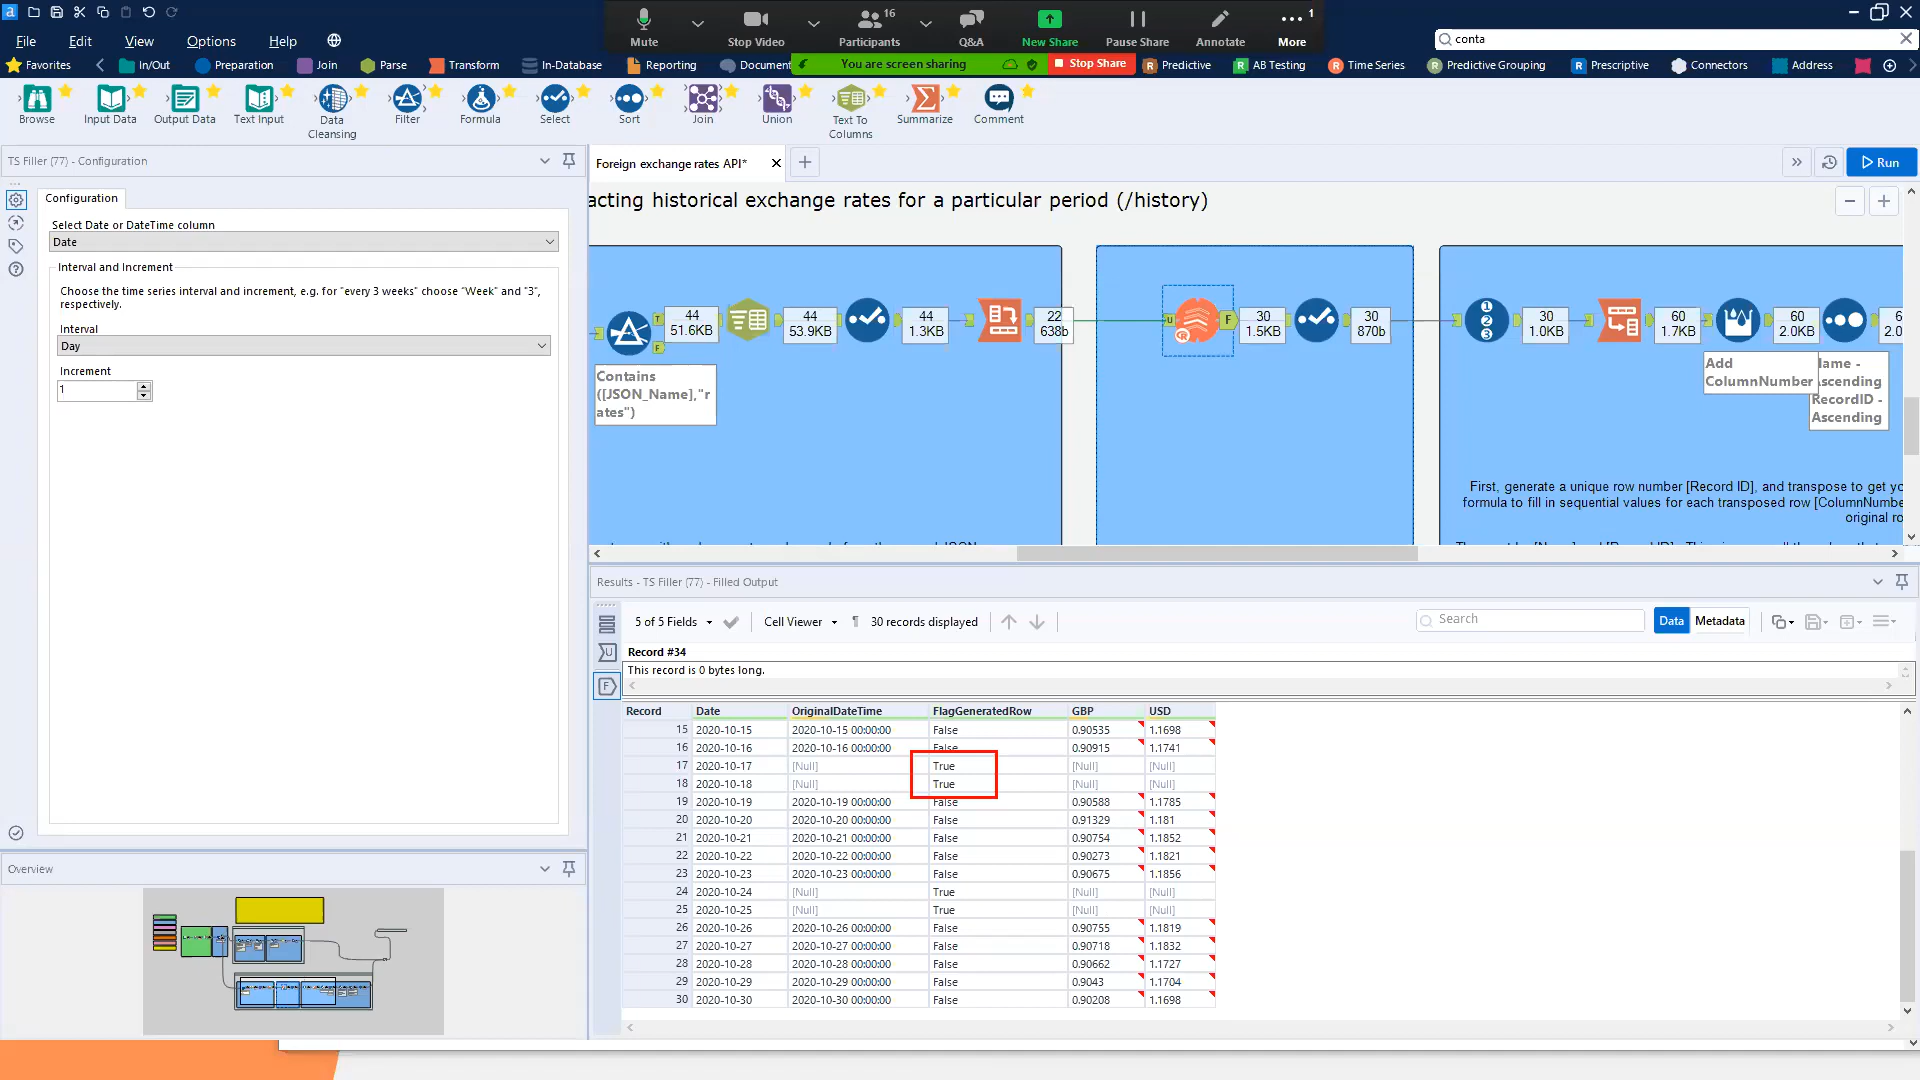 16
1
Mute
Stop Video
Participants
Q&A
New Share
Pause Share
Annotate
More
File
Edit
View
Options
Help
conta
You are screen sharing
Stop Share
Favorites
In/Out
Preparation
Join
Parse
Transform
In-Database
Reporting
Document
Predictive
AB Testing
Time Series
Predictive Grouping
Prescriptive
Connectors
Address
Browse
Input Data
Output Data
Text Input
Data
Cleansing
Filter
Formula
Select
Sort
Join
Union
Text To
Columns
Summarize
Comment
TS Filler (77) - Configuration
Configuration
Select Date or DateTime column
Date
Interval and Increment
Choose the time series interval and increment, e.g. for "every 3 weeks" choose "Week" and "3",
respectively.
Interval
Day
Increment
1
Overview
Foreign exchange rates API*
Run
acting historical exchange rates for a particular period (/history)
44
51.6KB
44
53.9KB
44
1.3KB
22
638b
30
1.5KB
30
870b
30
1.0KB
60
1.7KB
60
2.0KB
6
2.0
Contains
([JSON_Name],"r
ates")
Add
ColumnNumber
lame -
Ascending
RecordID -
Ascending
First, generate a unique row number [Record ID], and transpose to get yo
formula to fill in sequential values for each transposed row [ColumnNumbe
original ro
Results - TS Filler (77) - Filled Output
5 of 5 Fields
Cell Viewer
30 records displayed
Search
Data
Metadata
Record #34
This record is 0 bytes long.
Record Date OriginalDateTime FlagGeneratedRow GBP USD
15 2020-10-15 2020-10-15 00:00:00 False 0.90535 1.1698
16 2020-10-16 2020-10-16 00:00:00 False 0.90915 1.1741
17 2020-10-17 [Null] True [Null] [Null]
18 2020-10-18 [Null] True [Null] [Null]
19 2020-10-19 2020-10-19 00:00:00 False 0.90588 1.1785
20 2020-10-20 2020-10-20 00:00:00 False 0.91329 1.181
21 2020-10-21 2020-10-21 00:00:00 False 0.90754 1.1852
22 2020-10-22 2020-10-22 00:00:00 False 0.90273 1.1821
23 2020-10-23 2020-10-23 00:00:00 False 0.90675 1.1856
24 2020-10-24 [Null] True [Null] [Null]
25 2020-10-25 [Null] True [Null] [Null]
26 2020-10-26 2020-10-26 00:00:00 False 0.90755 1.1819
27 2020-10-27 2020-10-27 00:00:00 False 0.90718 1.1832
28 2020-10-28 2020-10-28 00:00:00 False 0.90662 1.1727
29 2020-10-29 2020-10-29 00:00:00 False 0.9043 1.1704
30 2020-10-30 2020-10-30 00:00:00 False 0.90208 1.1698